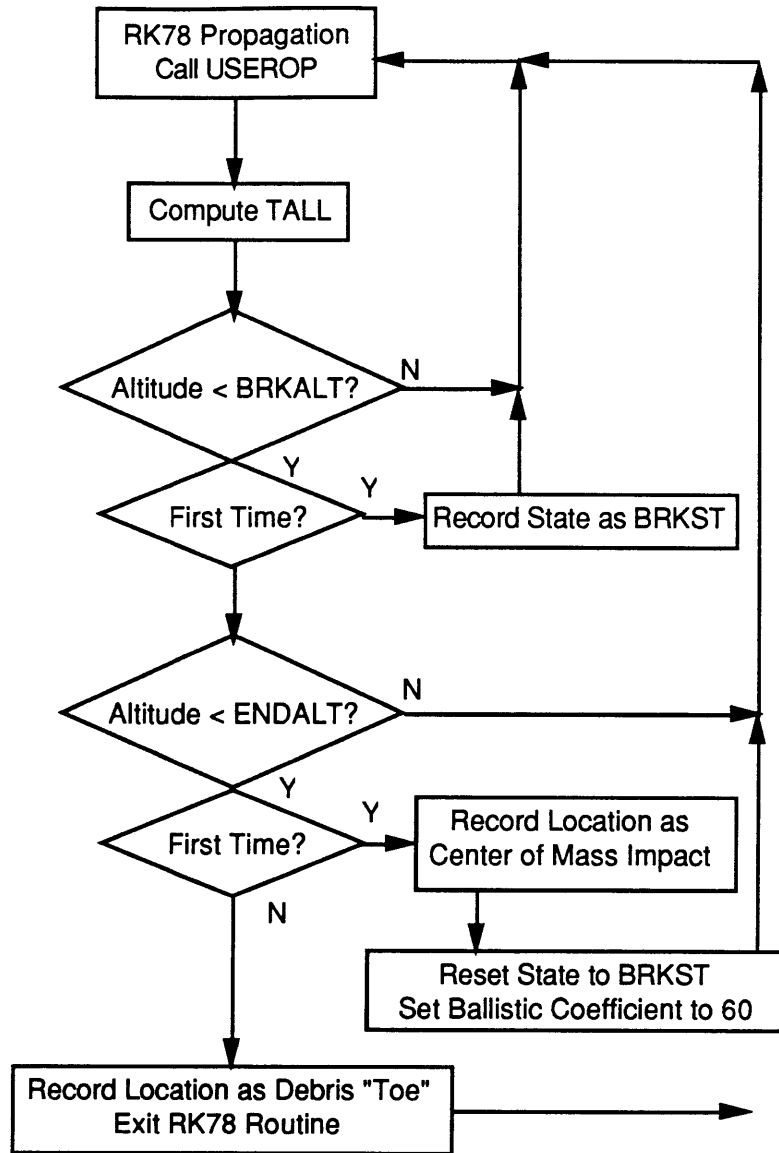 RK78 Propagation
Call USEROP
Compute TALL
Altitude < BRKALT?
N
Y
First Time?
Y
Record State as BRKST
Altitude < ENDALT?
N
Y
First Time?
Y
Record Location as
Center of Mass Impact
N
Reset State to BRKST
Set Ballistic Coefficient to 60
Record Location as Debris "Toe"
Exit RK78 Routine